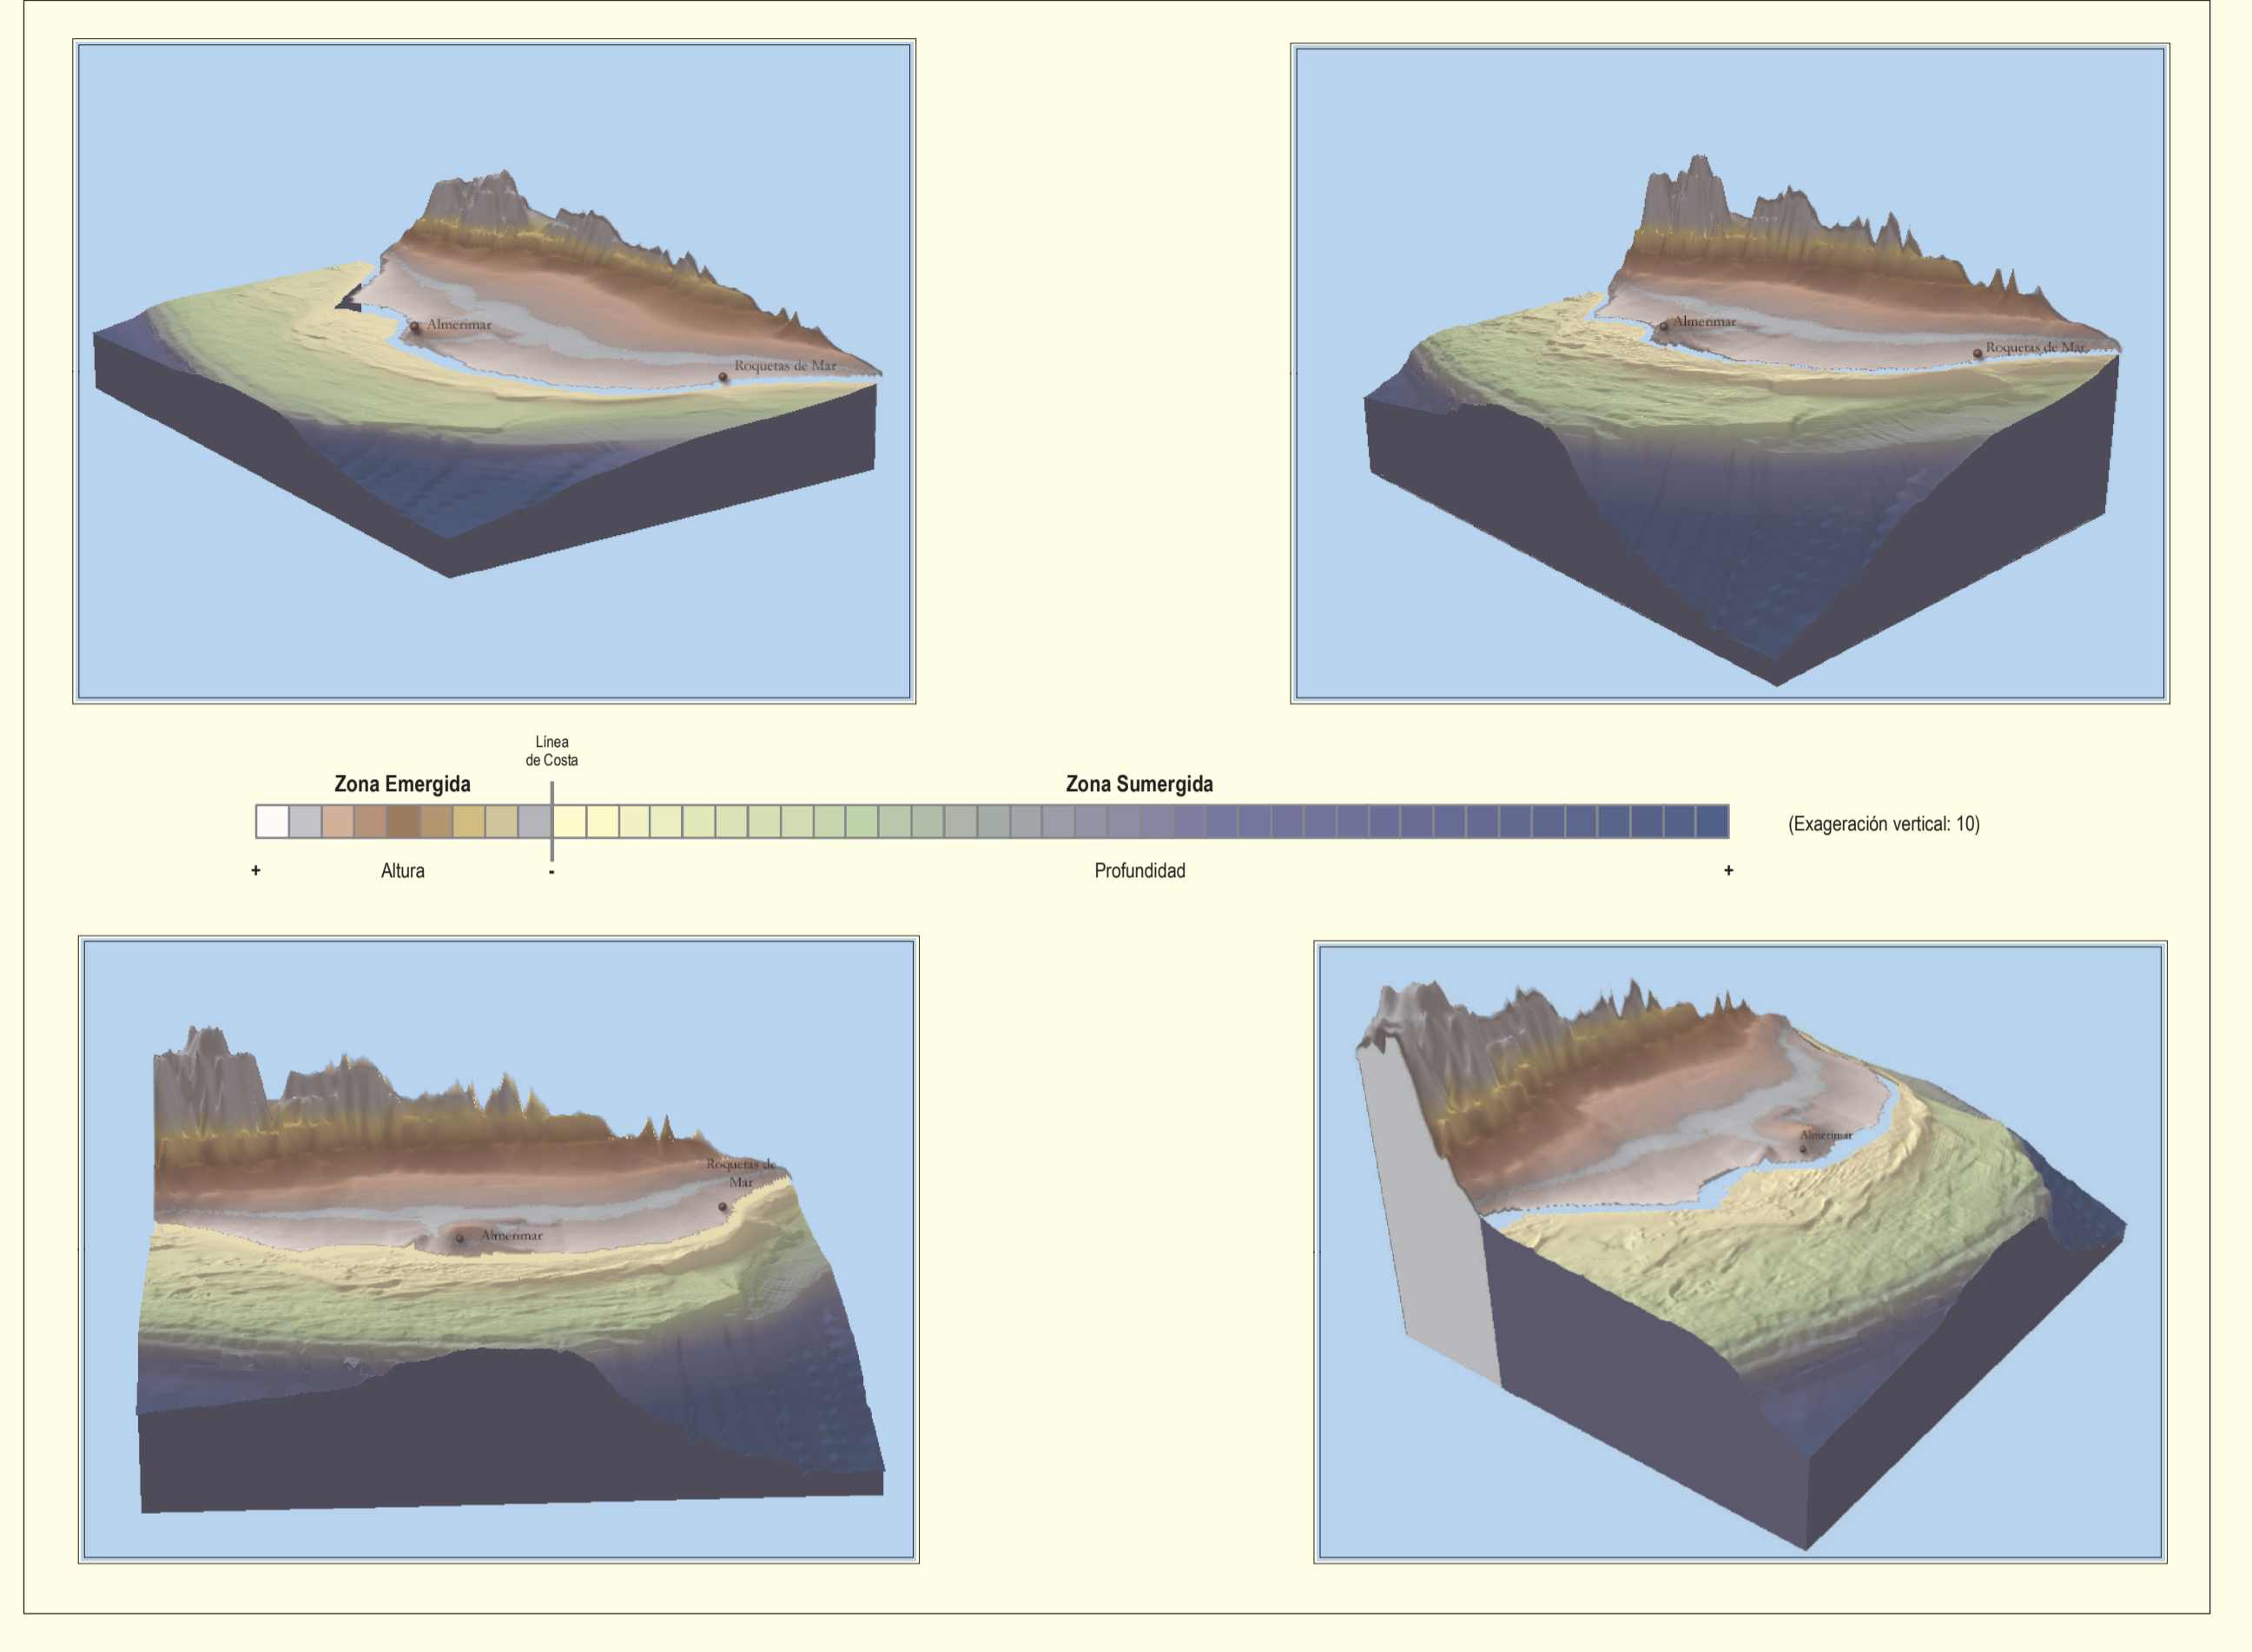 Almerimar
Roquetas de Mar
Almerimar
Roquetas de Mar
Línea
de Costa
Zona Emergida
Zona Sumergida
(Exageración vertical: 10)
+
Altura
-
Profundidad
+
Roquetas de
Mar
Almerimar
Almerimar